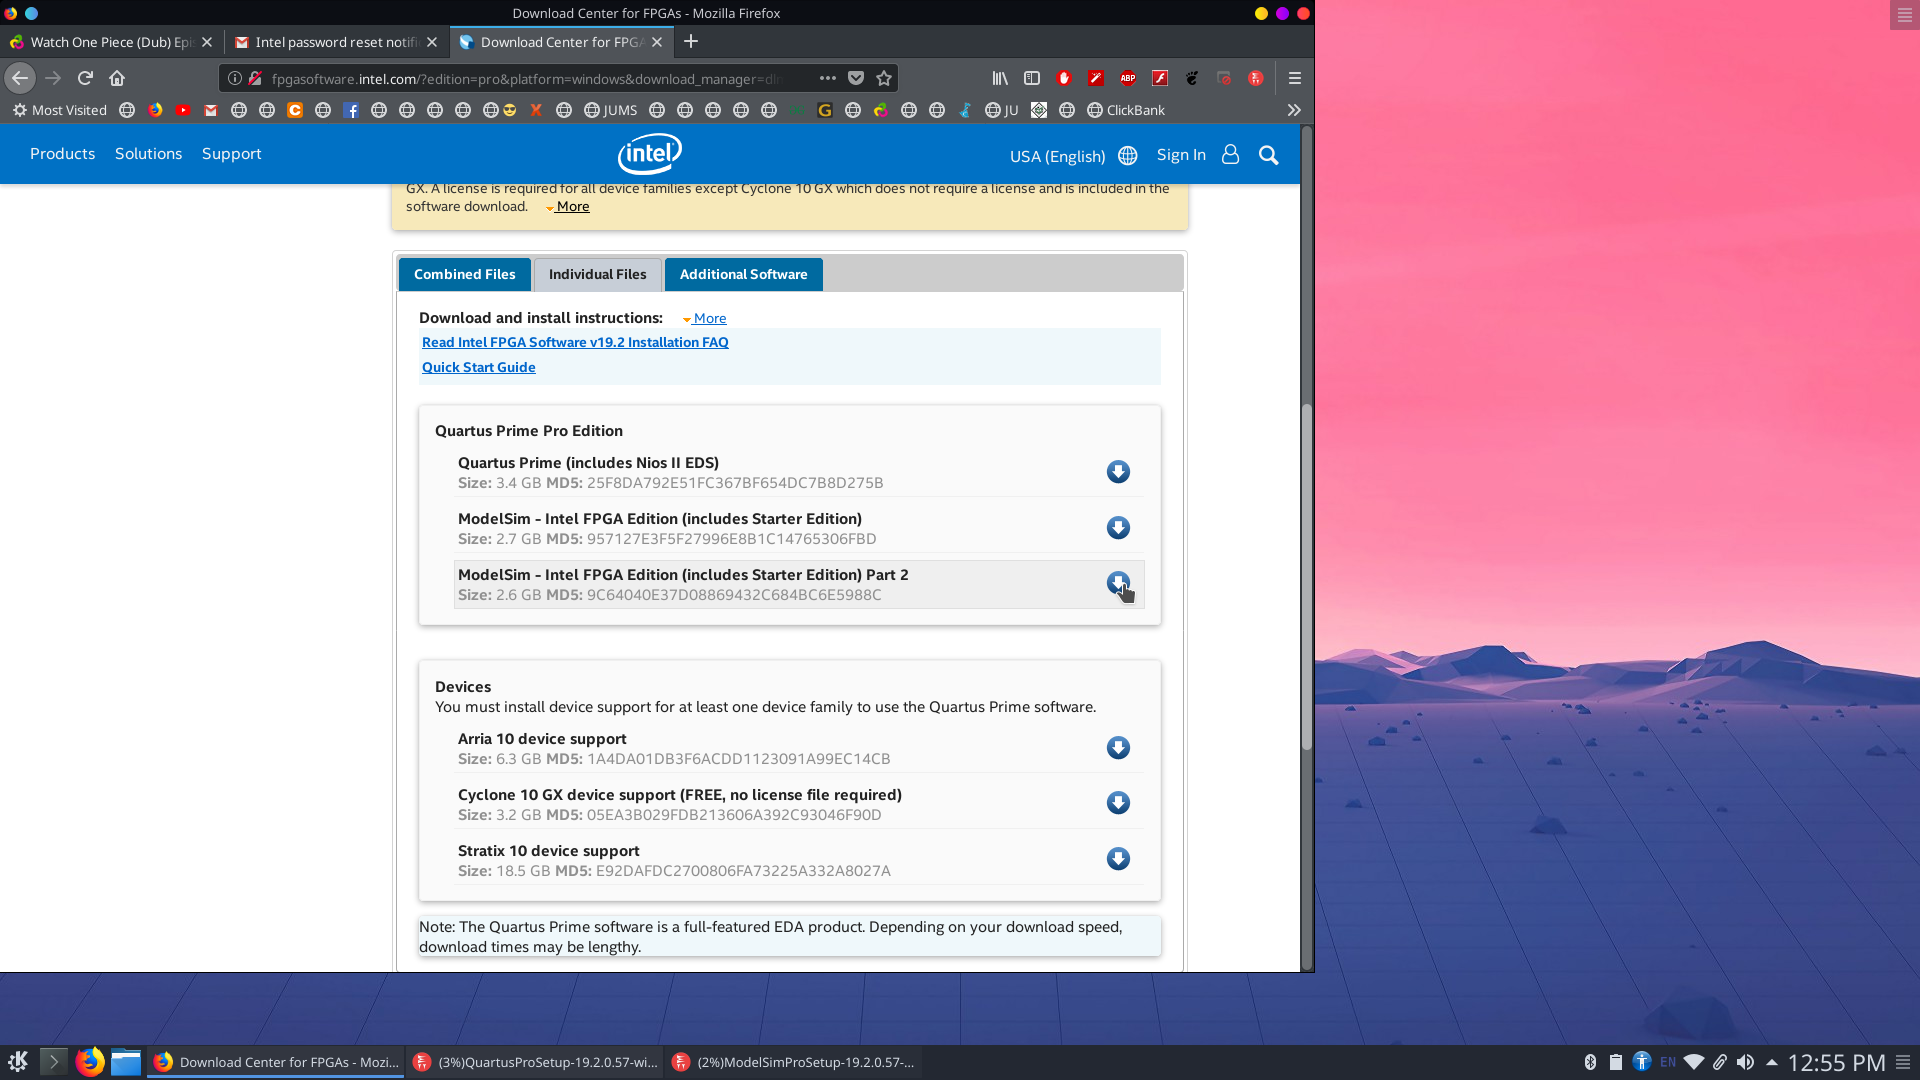 Download Center for FPGAs - Mozilla Firefox
Watch One Piece (Dub) Epis
Intel password reset notifi
Download Center for FPGA
fpgasoftware.intel.com/?edition=pro&platform=windows&download_manager=dlm
Most Visited
JUMS
JU
ClickBank
Products
Solutions
Support
intel
USA (English)
Sign In
GX. A license is required for all device families except Cyclone 10 GX which does not require a license and is included in the
software download. More
Combined Files
Individual Files
Additional Software
Download and install instructions: More
Read Intel FPGA Software v19.2 Installation FAQ
Quick Start Guide
Quartus Prime Pro Edition
Quartus Prime (includes Nios II EDS)
Size: 3.4 GB MD5: 25F8DA792E51FC367BF654DC7B8D275B
ModelSim - Intel FPGA Edition (includes Starter Edition)
Size: 2.7 GB MD5: 957127E3F5F27996E8B1C14765306FBD
ModelSim - Intel FPGA Edition (includes Starter Edition) Part 2
Size: 2.6 GB MD5: 9C64040E37D08869432C684BC6E5988C
Devices
You must install device support for at least one device family to use the Quartus Prime software.
Arria 10 device support
Size: 6.3 GB MD5: 1A4DA01DB3F6ACDD1123091A99EC14CB
Cyclone 10 GX device support (FREE, no license file required)
Size: 3.2 GB MD5: 05EA3B029FDB213606A392C93046F90D
Stratix 10 device support
Size: 18.5 GB MD5: E92DAFDC2700806FA73225A332A8027A
Note: The Quartus Prime software is a full-featured EDA product. Depending on your download speed,
download times may be lengthy.
Download Center for FPGAs - Mozi...
(3%)QuartusProSetup-19.2.0.57-wi...
(2%)ModelSimProSetup-19.2.0.57-...
EN
12:55 PM